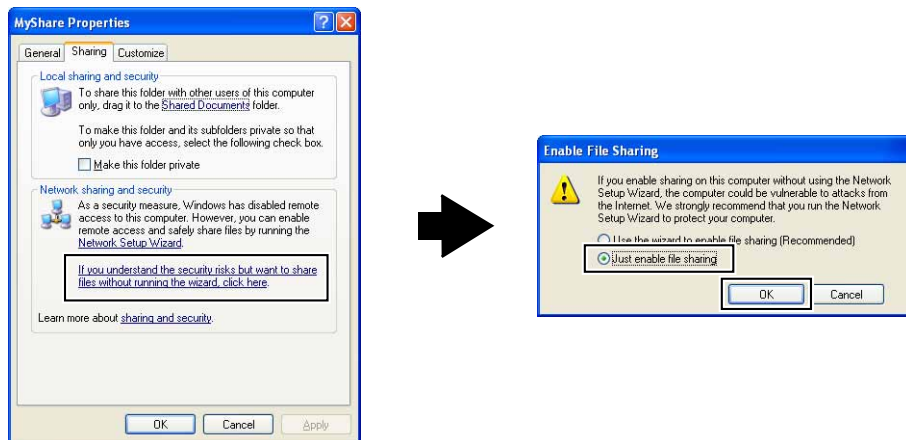 MyShare Properties
General Sharing Customize
Local sharing and security
To share this folder with other users of this computer
only, drag it to the Shared Documents folder.
To make this folder and its subfolders private so that
only you have access, select the following check box.
Make this folder private
Network sharing and security
As a security measure, Windows has disabled remote
access to this computer. However, you can enable
remote access and safely share files by running the
Network Setup Wizard.
If you understand the security risks but want to share
files without running the wizard, click here.
Learn more about sharing and security.
OK Cancel Apply
Enable File Sharing
If you enable sharing on this computer without using the Network
Setup Wizard, the computer could be vulnerable to attacks from
the Internet. We strongly recommend that you run the Network
Setup Wizard to protect your computer.
Use the wizard to enable file sharing (Recommended)
Just enable file sharing
OK Cancel